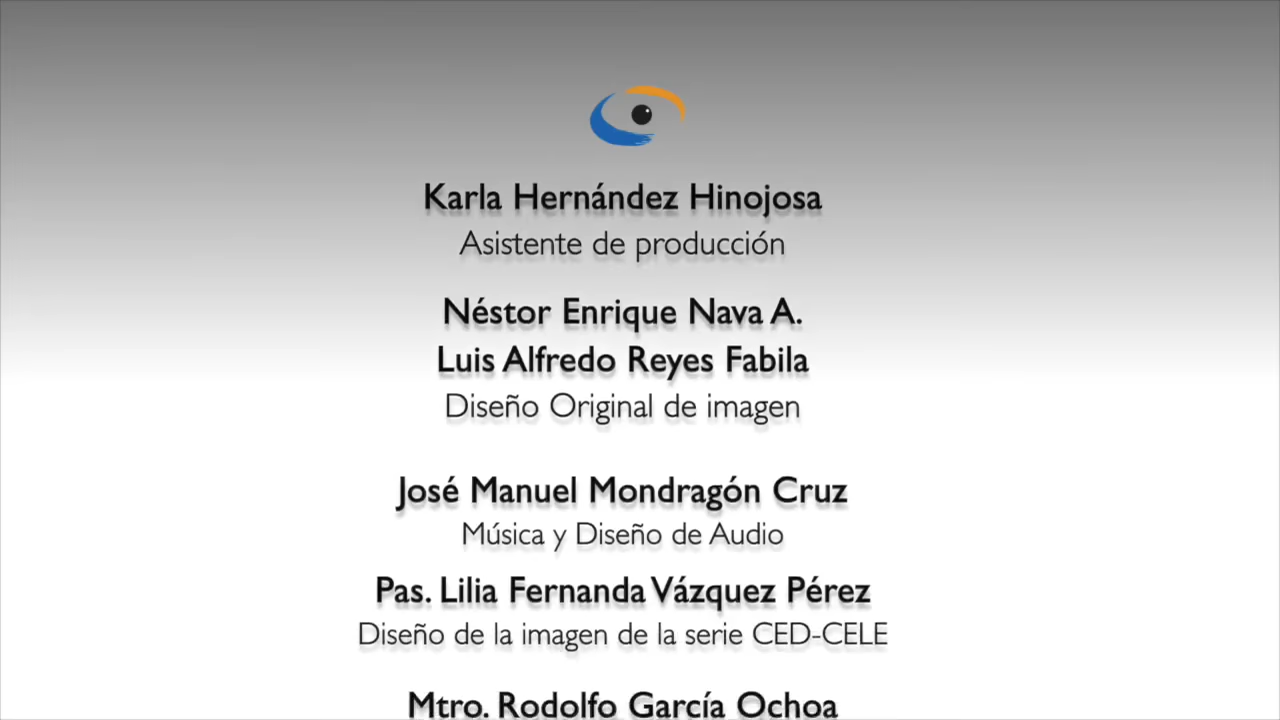 Karla Hernández Hinojosa
Asistente de producción
Néstor Enrique Nava A.
Luis Alfredo Reyes Fabila
Diseño Original de imagen
José Manuel Mondragón Cruz
Música y Diseño de Audio
Pas. Lilia Fernanda Vázquez Pérez
Diseño de la imagen de la serie CED-CELE
Mtro. Rodolfo García Ochoa